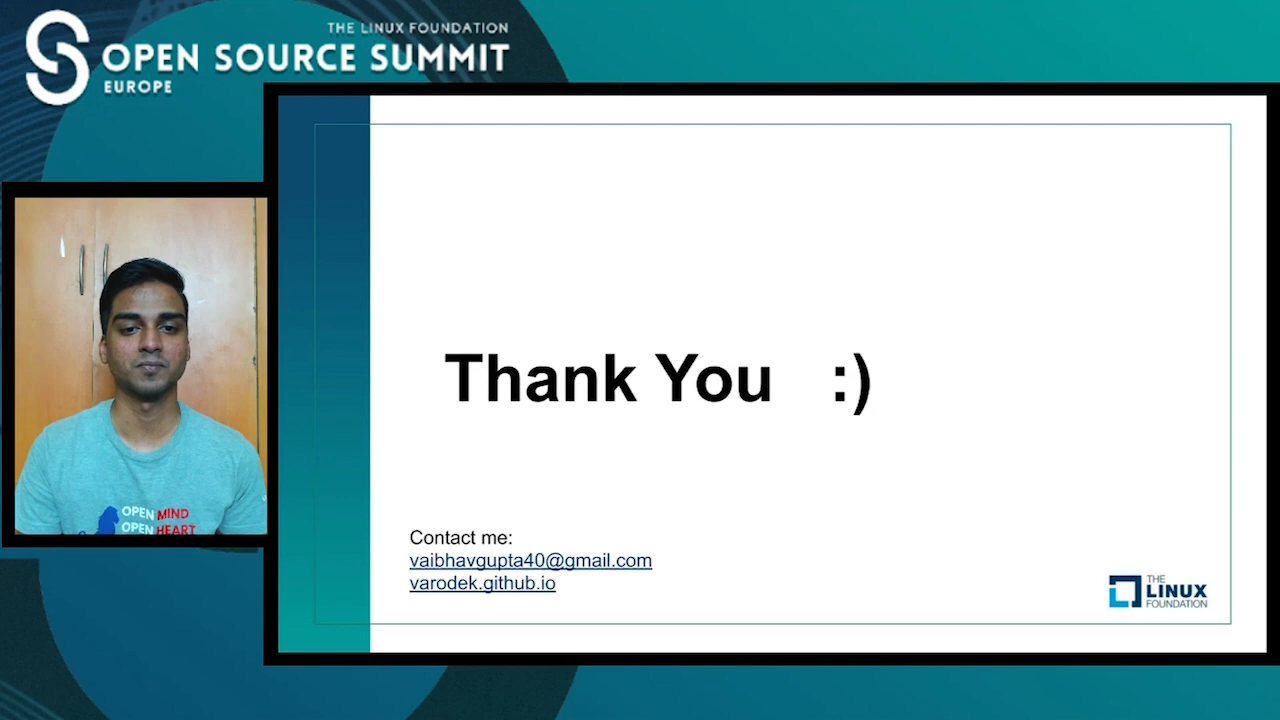 THE LINUX FOUNDATION
OPEN SOURCE SUMMIT
EUROPE
OPEN MIND
OPEN HEART
Thank You :)
Contact me:
vaibhavgupta40@gmail.com
varodek.github.io
THE
LINUX
FOUNDATION